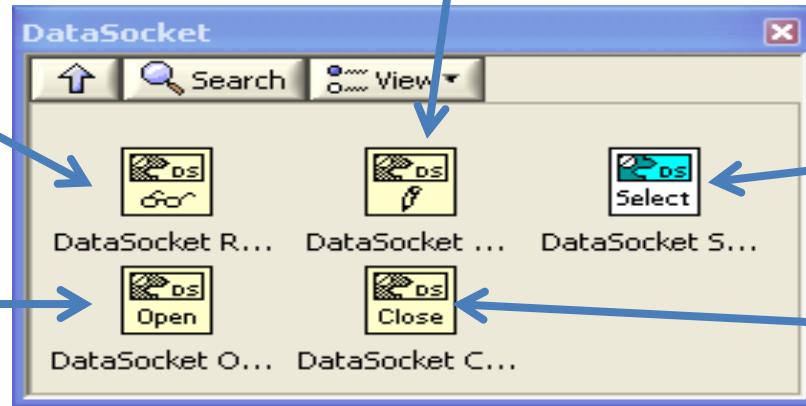 DataSocket
Search View
DS DS DS
Select
DataSocket R... DataSocket ... DataSocket S...
DS DS
Open Close
DataSocket O... DataSocket C...